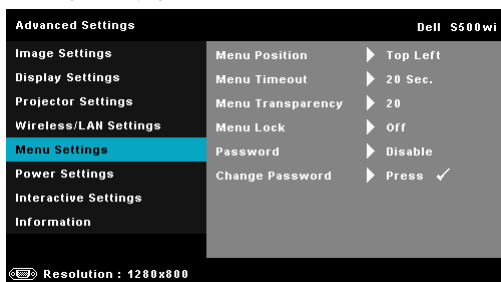 Advanced Settings Dell S500wi
Image Settings
Display Settings
Projector Settings
Wireless/LAN Settings
Menu Settings
Power Settings
Interactive Settings
Information
Menu Position Top Left
Menu Timeout 20 Sec.
Menu Transparency 20
Menu Lock Off
Password Disable
Change Password Press ✓
Resolution : 1280x800